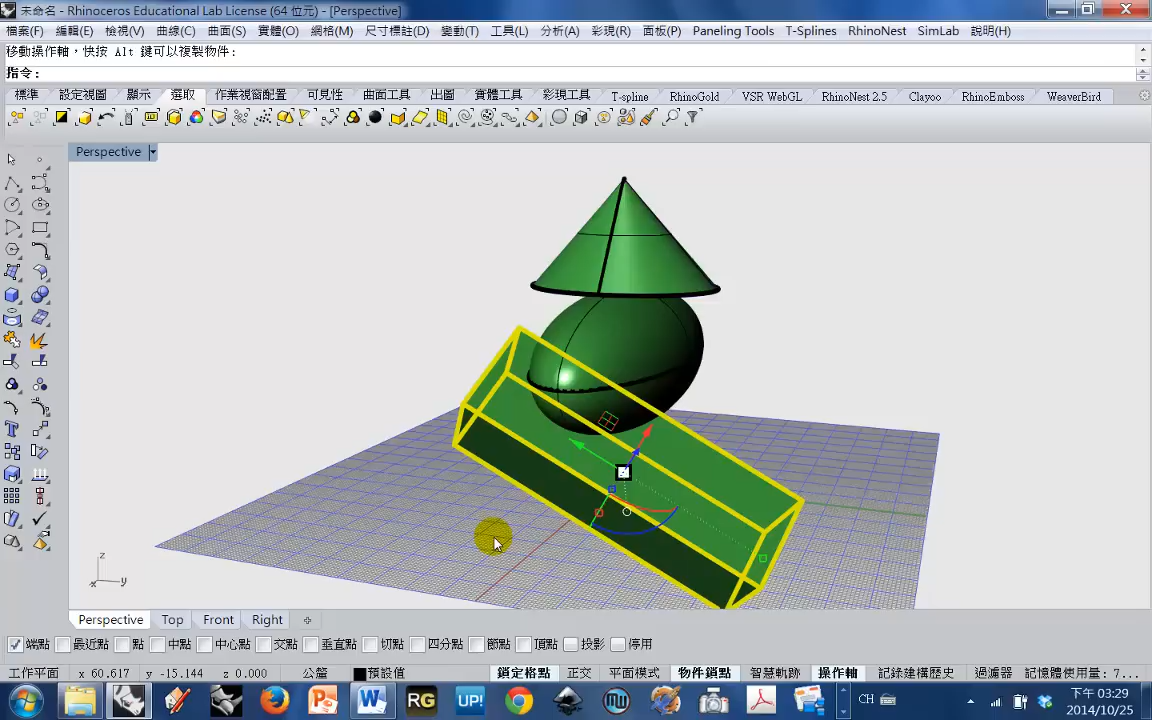 未命名 - Rhinoceros Educational Lab License (64 位元) - [Perspective]
檔案(F) 編輯(E) 檢視(V) 曲線(C) 曲面(S) 實體(O) 網格(M) 尺寸標註(D) 變動(T) 工具(L) 分析(A) 彩現(R) 面板(P) Paneling Tools T-Splines RhinoNest SimLab 說明(H)
移動操作軸，快按 Alt 鍵可以複製物件:
指令:
標準 設定視圖 顯示 選取 作業視窗配置 可見性 曲面工具 出圖 實體工具 彩現工具 T-spline RhinoGold VSR WebGL RhinoNest 2.5 Clayoo RhinoEmboss WeaverBird
Perspective
z
x y
Perspective Top Front Right
端點 最近點 點 中點 中心點 交點 垂直點 切點 四分點 節點 頂點 投影 停用
工作平面 x 60.617 y -15.144 z 0.000 公釐 預設值 鎖定格點 正交 平面模式 物件鎖點 智慧軌跡 操作軸 記錄建構歷史 過濾器 記憶體使用量: 7...
W RG UP! CH 下午 03:29
2014/10/25